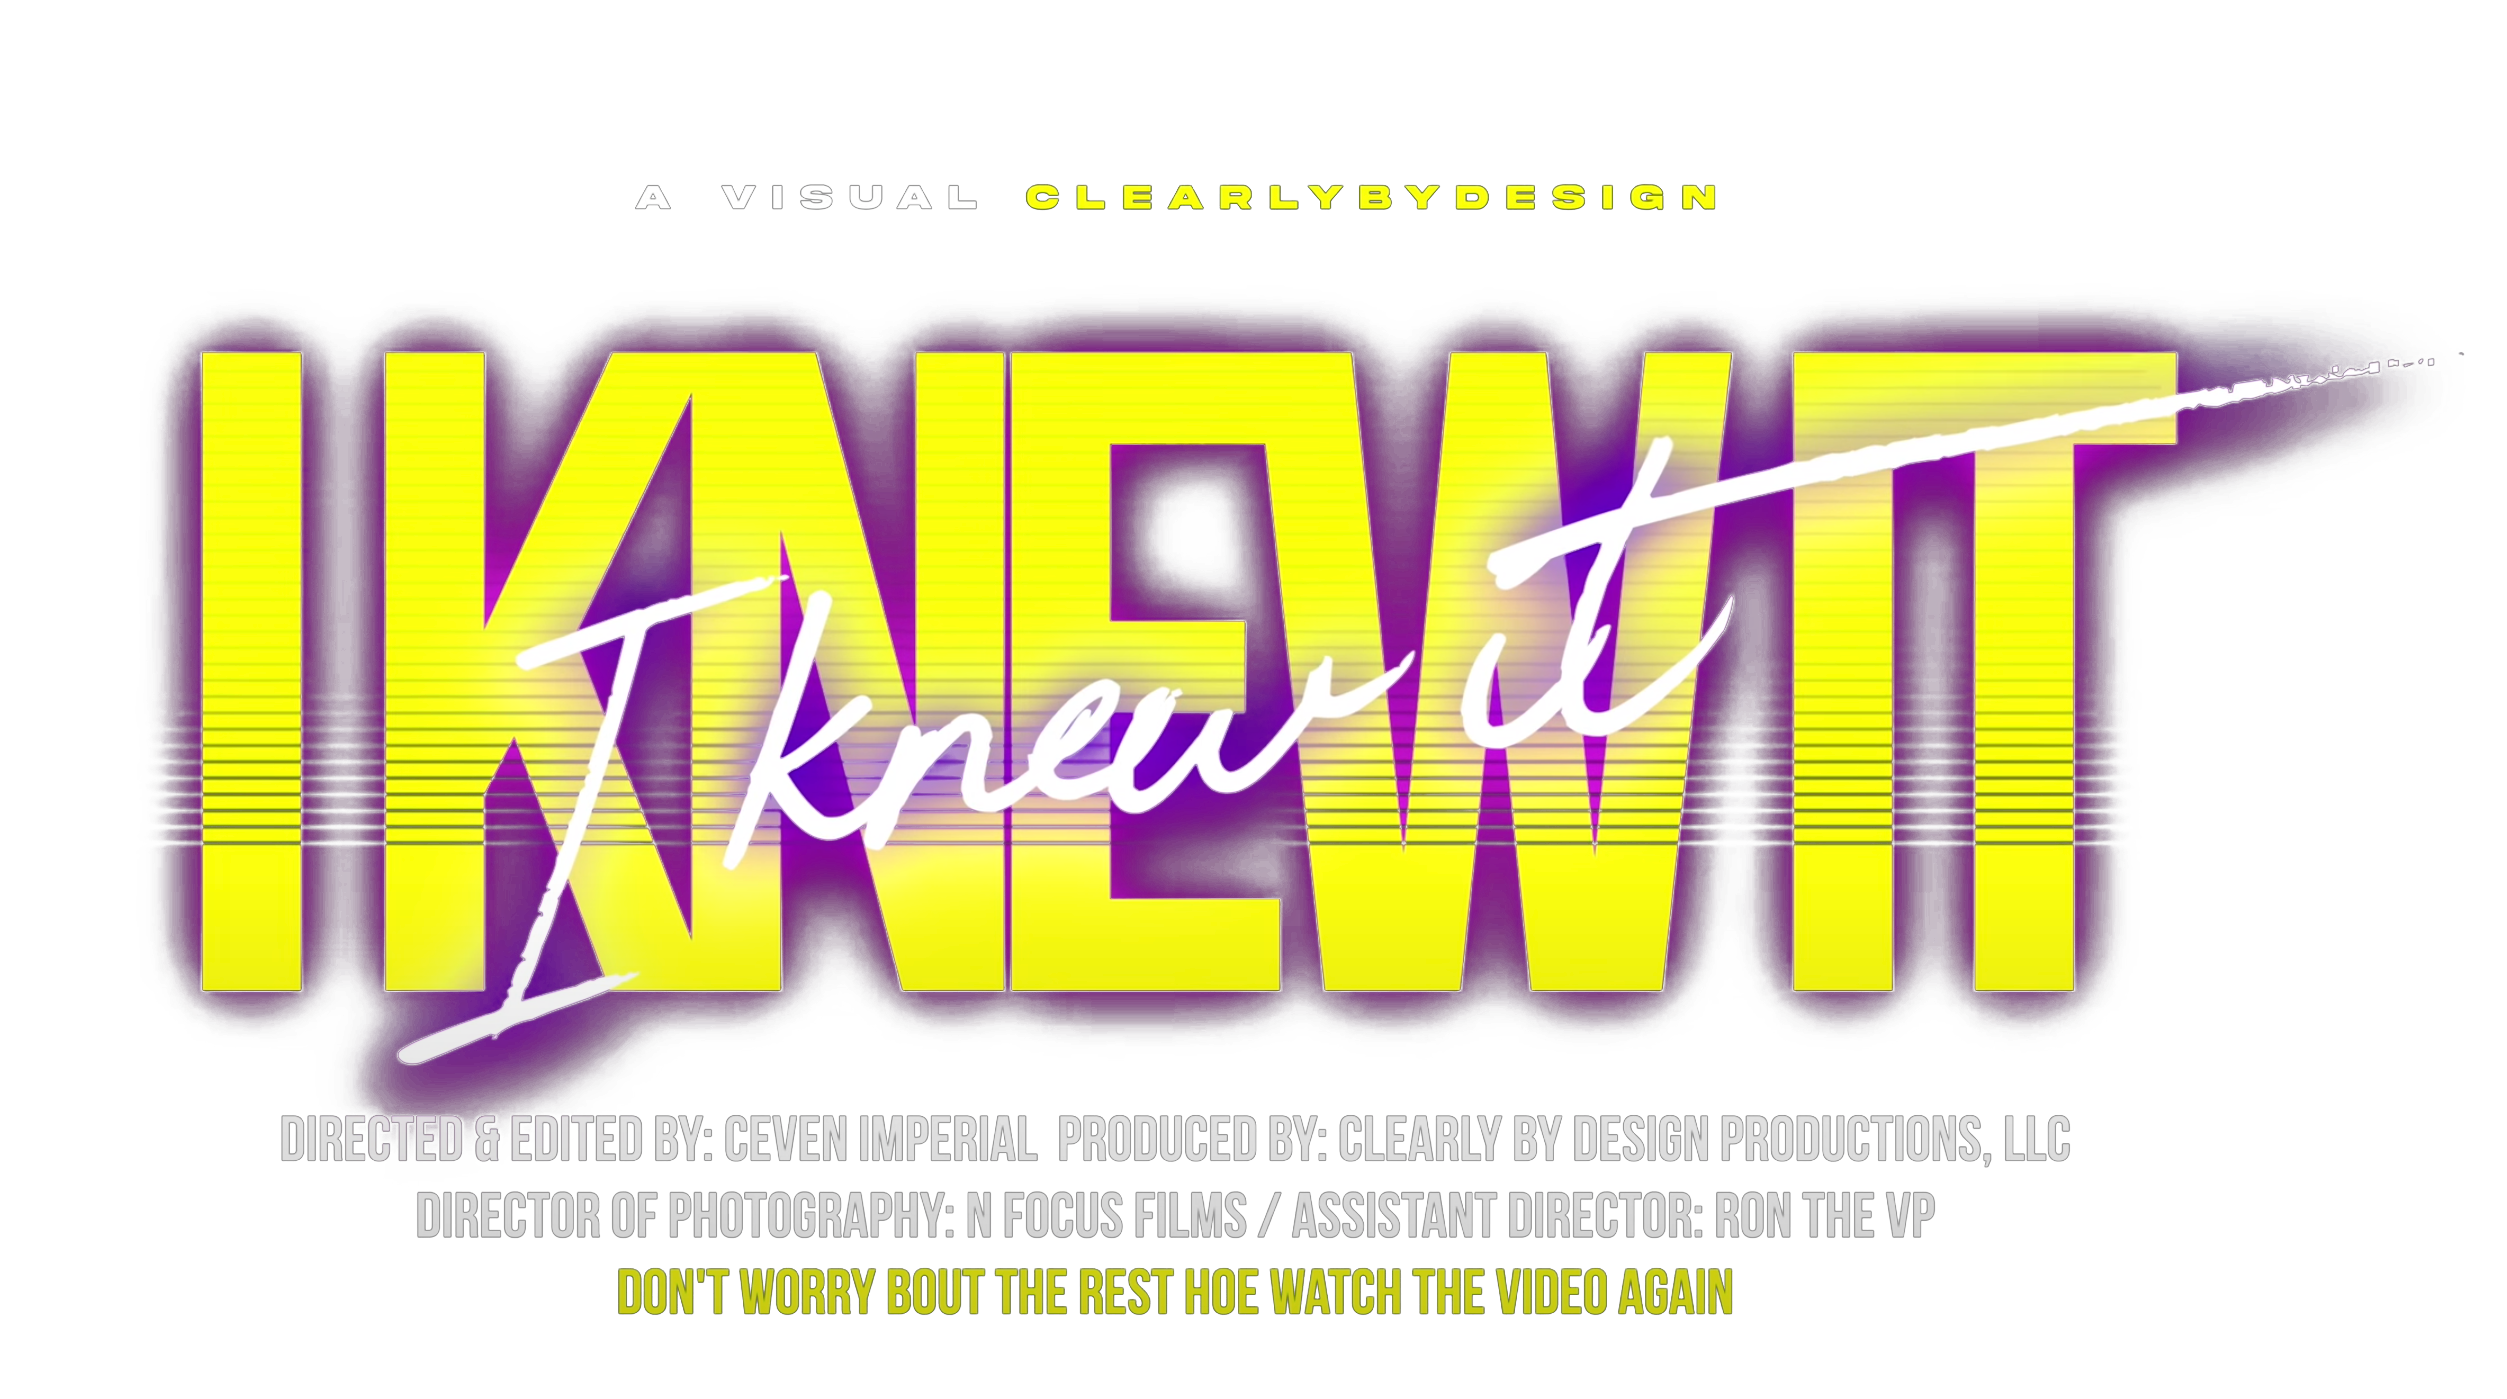 A VISUAL CLEARLYBYDESIGN
I KNEW IT
I knew it
DIRECTED & EDITED BY: CEVEN IMPERIAL PRODUCED BY: CLEARLY BY DESIGN PRODUCTIONS, LLC
DIRECTOR OF PHOTOGRAPHY: N FOCUS FILMS / ASSISTANT DIRECTOR: RON THE VP
DON'T WORRY BOUT THE REST HOE WATCH THE VIDEO AGAIN